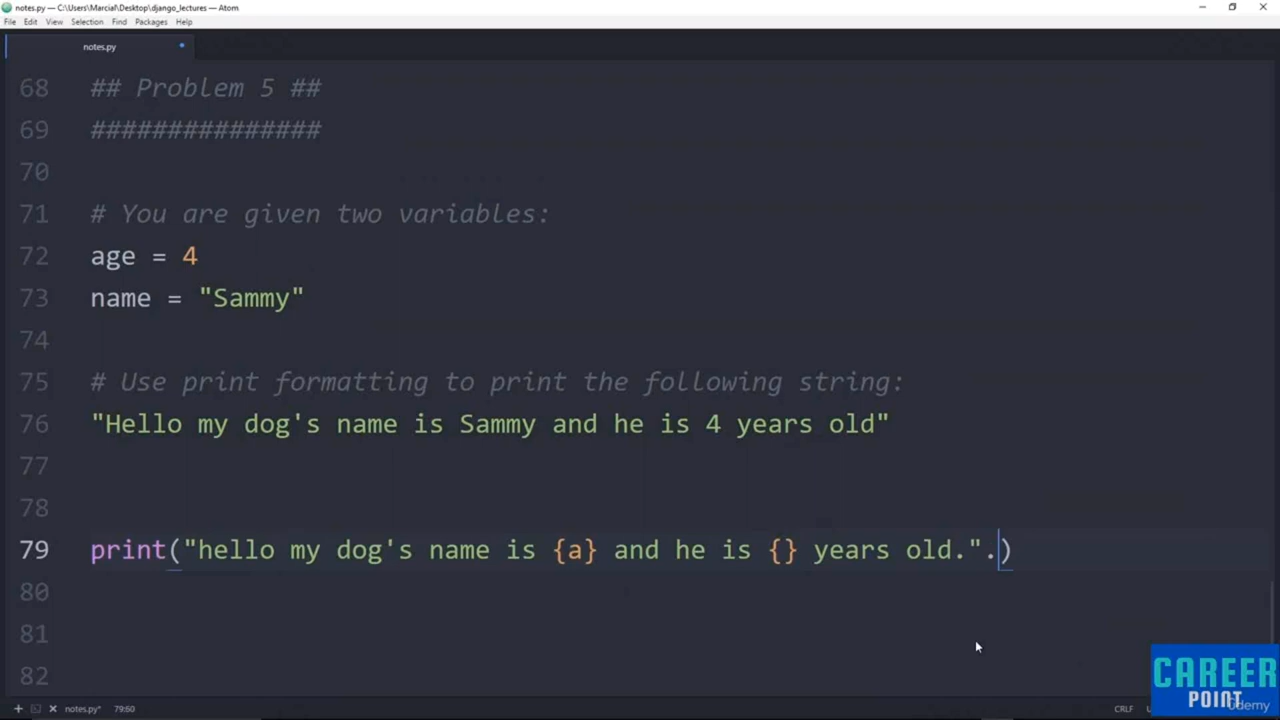 notes.py — C:\Users\Marcial\Desktop\django_lectures — Atom
File Edit View Selection Find Packages Help
notes.py
68 ## Problem 5 ##
69 ###############
70
71 # You are given two variables:
72 age = 4
73 name = "Sammy"
74
75 # Use print formatting to print the following string:
76 "Hello my dog's name is Sammy and he is 4 years old"
77
78
79 print("hello my dog's name is {a} and he is {} years old.".)
80
81
82
CAREER
POINT
Udemy
notes.py* 79:60 CRLF